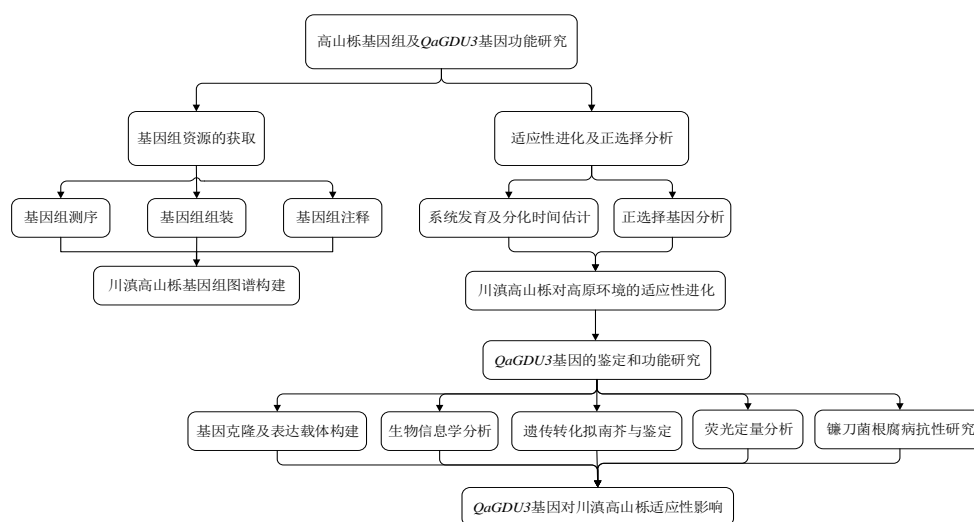 高山栎基因组及QaGDU3基因功能研究
基因组资源的获取
适应性进化及正选择分析
基因组测序
基因组组装
基因组注释
系统发育及分化时间估计
正选择基因分析
川滇高山栎基因组图谱构建
川滇高山栎对高原环境的适应性进化
QaGDU3基因的鉴定和功能研究
基因克隆及表达载体构建
生物信息学分析
遗传转化拟南芥与鉴定
荧光定量分析
镰刀菌根腐病抗性研究
QaGDU3基因对川滇高山栎适应性影响